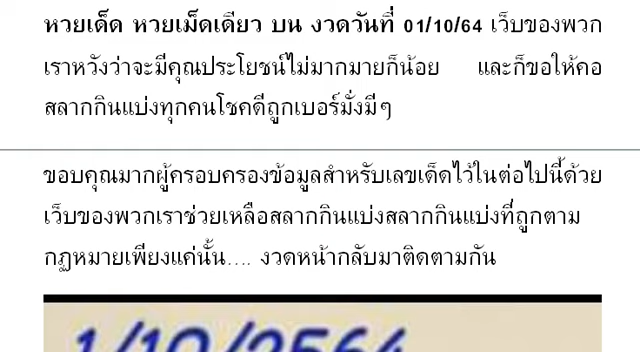 หวยเด็ด หวยเม็ดเดียว บน งวดวันที่ 01/10/64 เว็บของพวก
เราหวังว่าจะมีคุณประโยชน์ไม่มากมายก็น้อย และก็ขอให้คอ
สลากกินแบ่งทุกคนโชคดีถูกเบอร์มั่งมีๆ
ขอบคุณมากผู้ครอบครองข้อมูลสำหรับเลขเด็ดไว้ในต่อไปนี้ด้วย
เว็บของพวกเราช่วยเหลือสลากกินแบ่งสลากกินแบ่งที่ถูกตาม
กฏหมายเพียงแค่นั้น.... งวดหน้ากลับมาติดตามกัน
1/10/2564